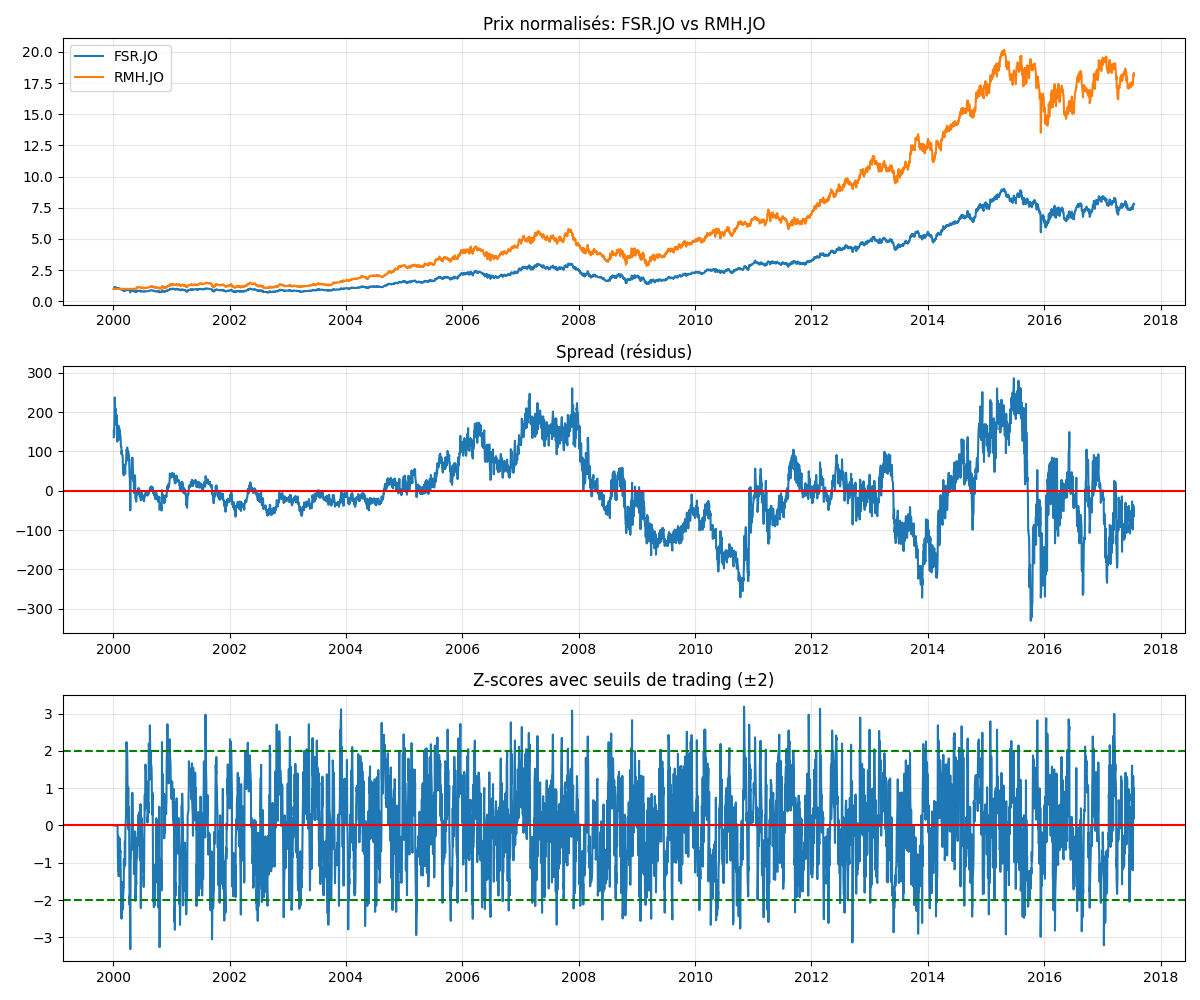 Prix normalisés: FSR.JO vs RMH.JO
FSR.JO
RMH.JO
20.0
17.5
15.0
12.5
10.0
7.5
5.0
2.5
0.0
2000 2002 2004 2006 2008 2010 2012 2014 2016 2018
Spread (résidus)
300
200
100
0
−100
−200
−300
2000 2002 2004 2006 2008 2010 2012 2014 2016 2018
Z-scores avec seuils de trading (±2)
3
2
1
0
−1
−2
−3
2000 2002 2004 2006 2008 2010 2012 2014 2016 2018